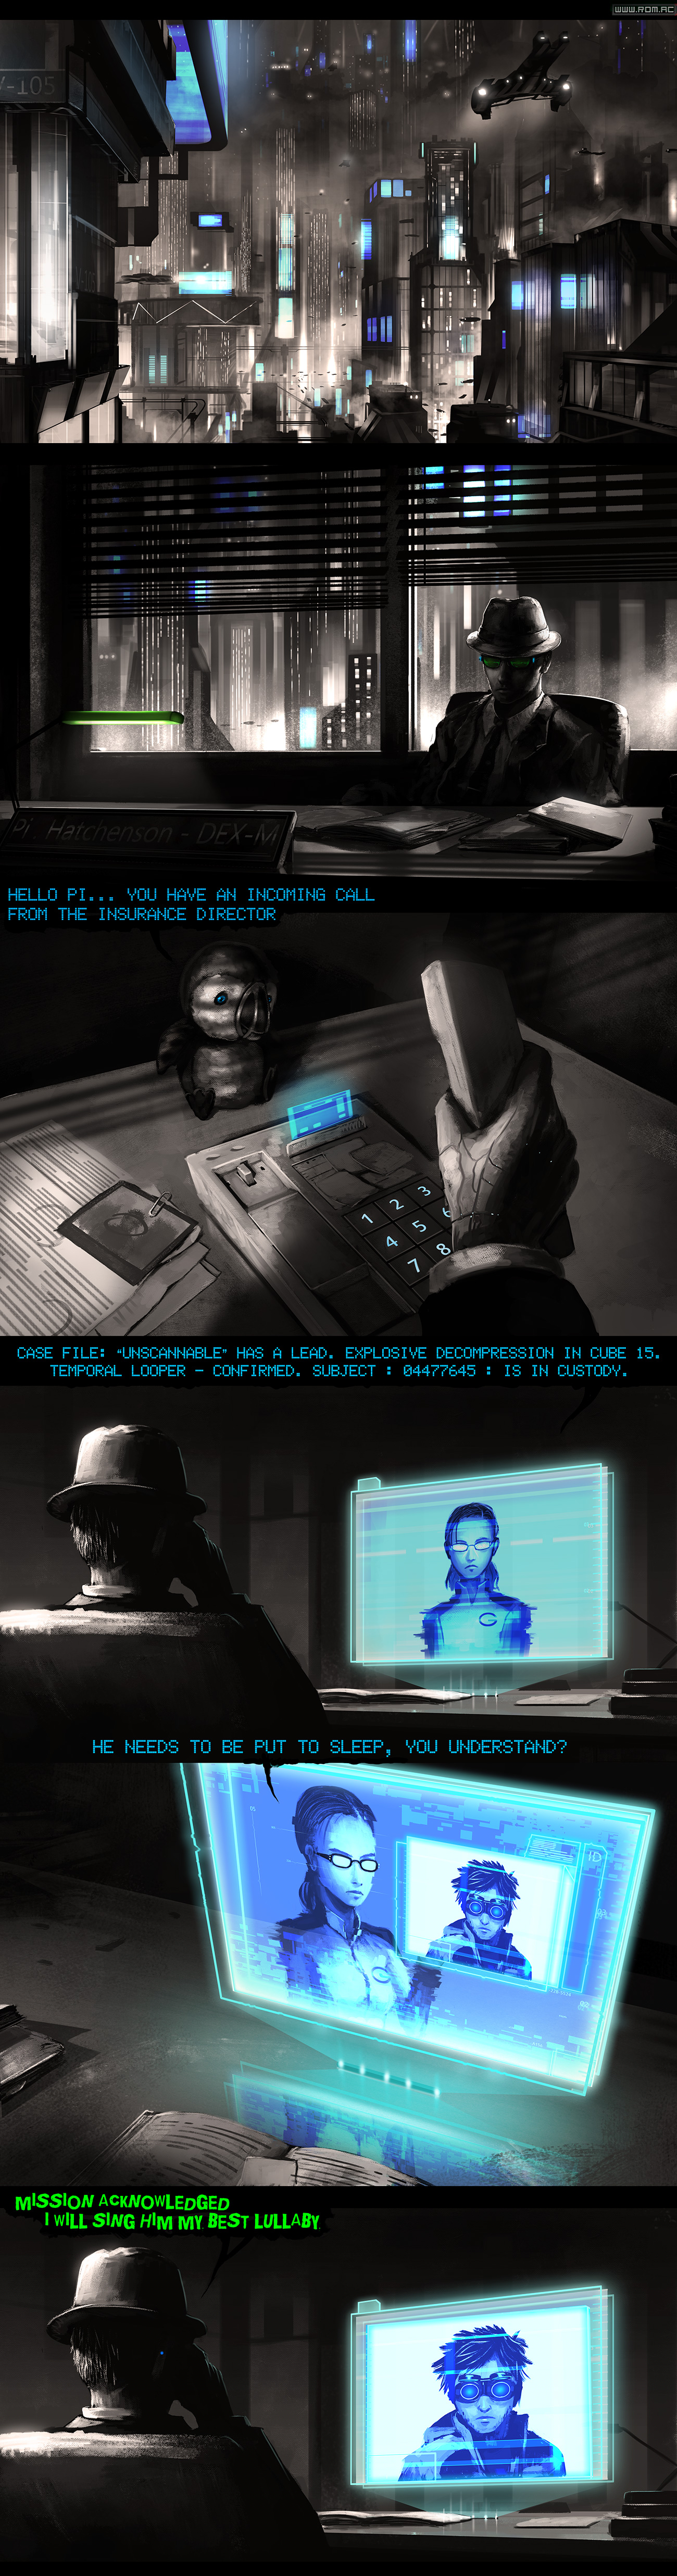 WWW.ROM.AC
V-105
Pi. Hatchenson - DEX-M
HELLO PI... YOU HAVE AN INCOMING CALL
FROM THE INSURANCE DIRECTOR
1 2 3
4 5 6
7 8
CASE FILE: "UNSCANNABLE" HAS A LEAD. EXPLOSIVE DECOMPRESSION IN CUBE 15.
TEMPORAL LOOPER - CONFIRMED. SUBJECT : 04477645 : IS IN CUSTODY.
HE NEEDS TO BE PUT TO SLEEP, YOU UNDERSTAND?
01
ID
MISSION ACKNOWLEDGED
I WILL SING HIM MY BEST LULLABY